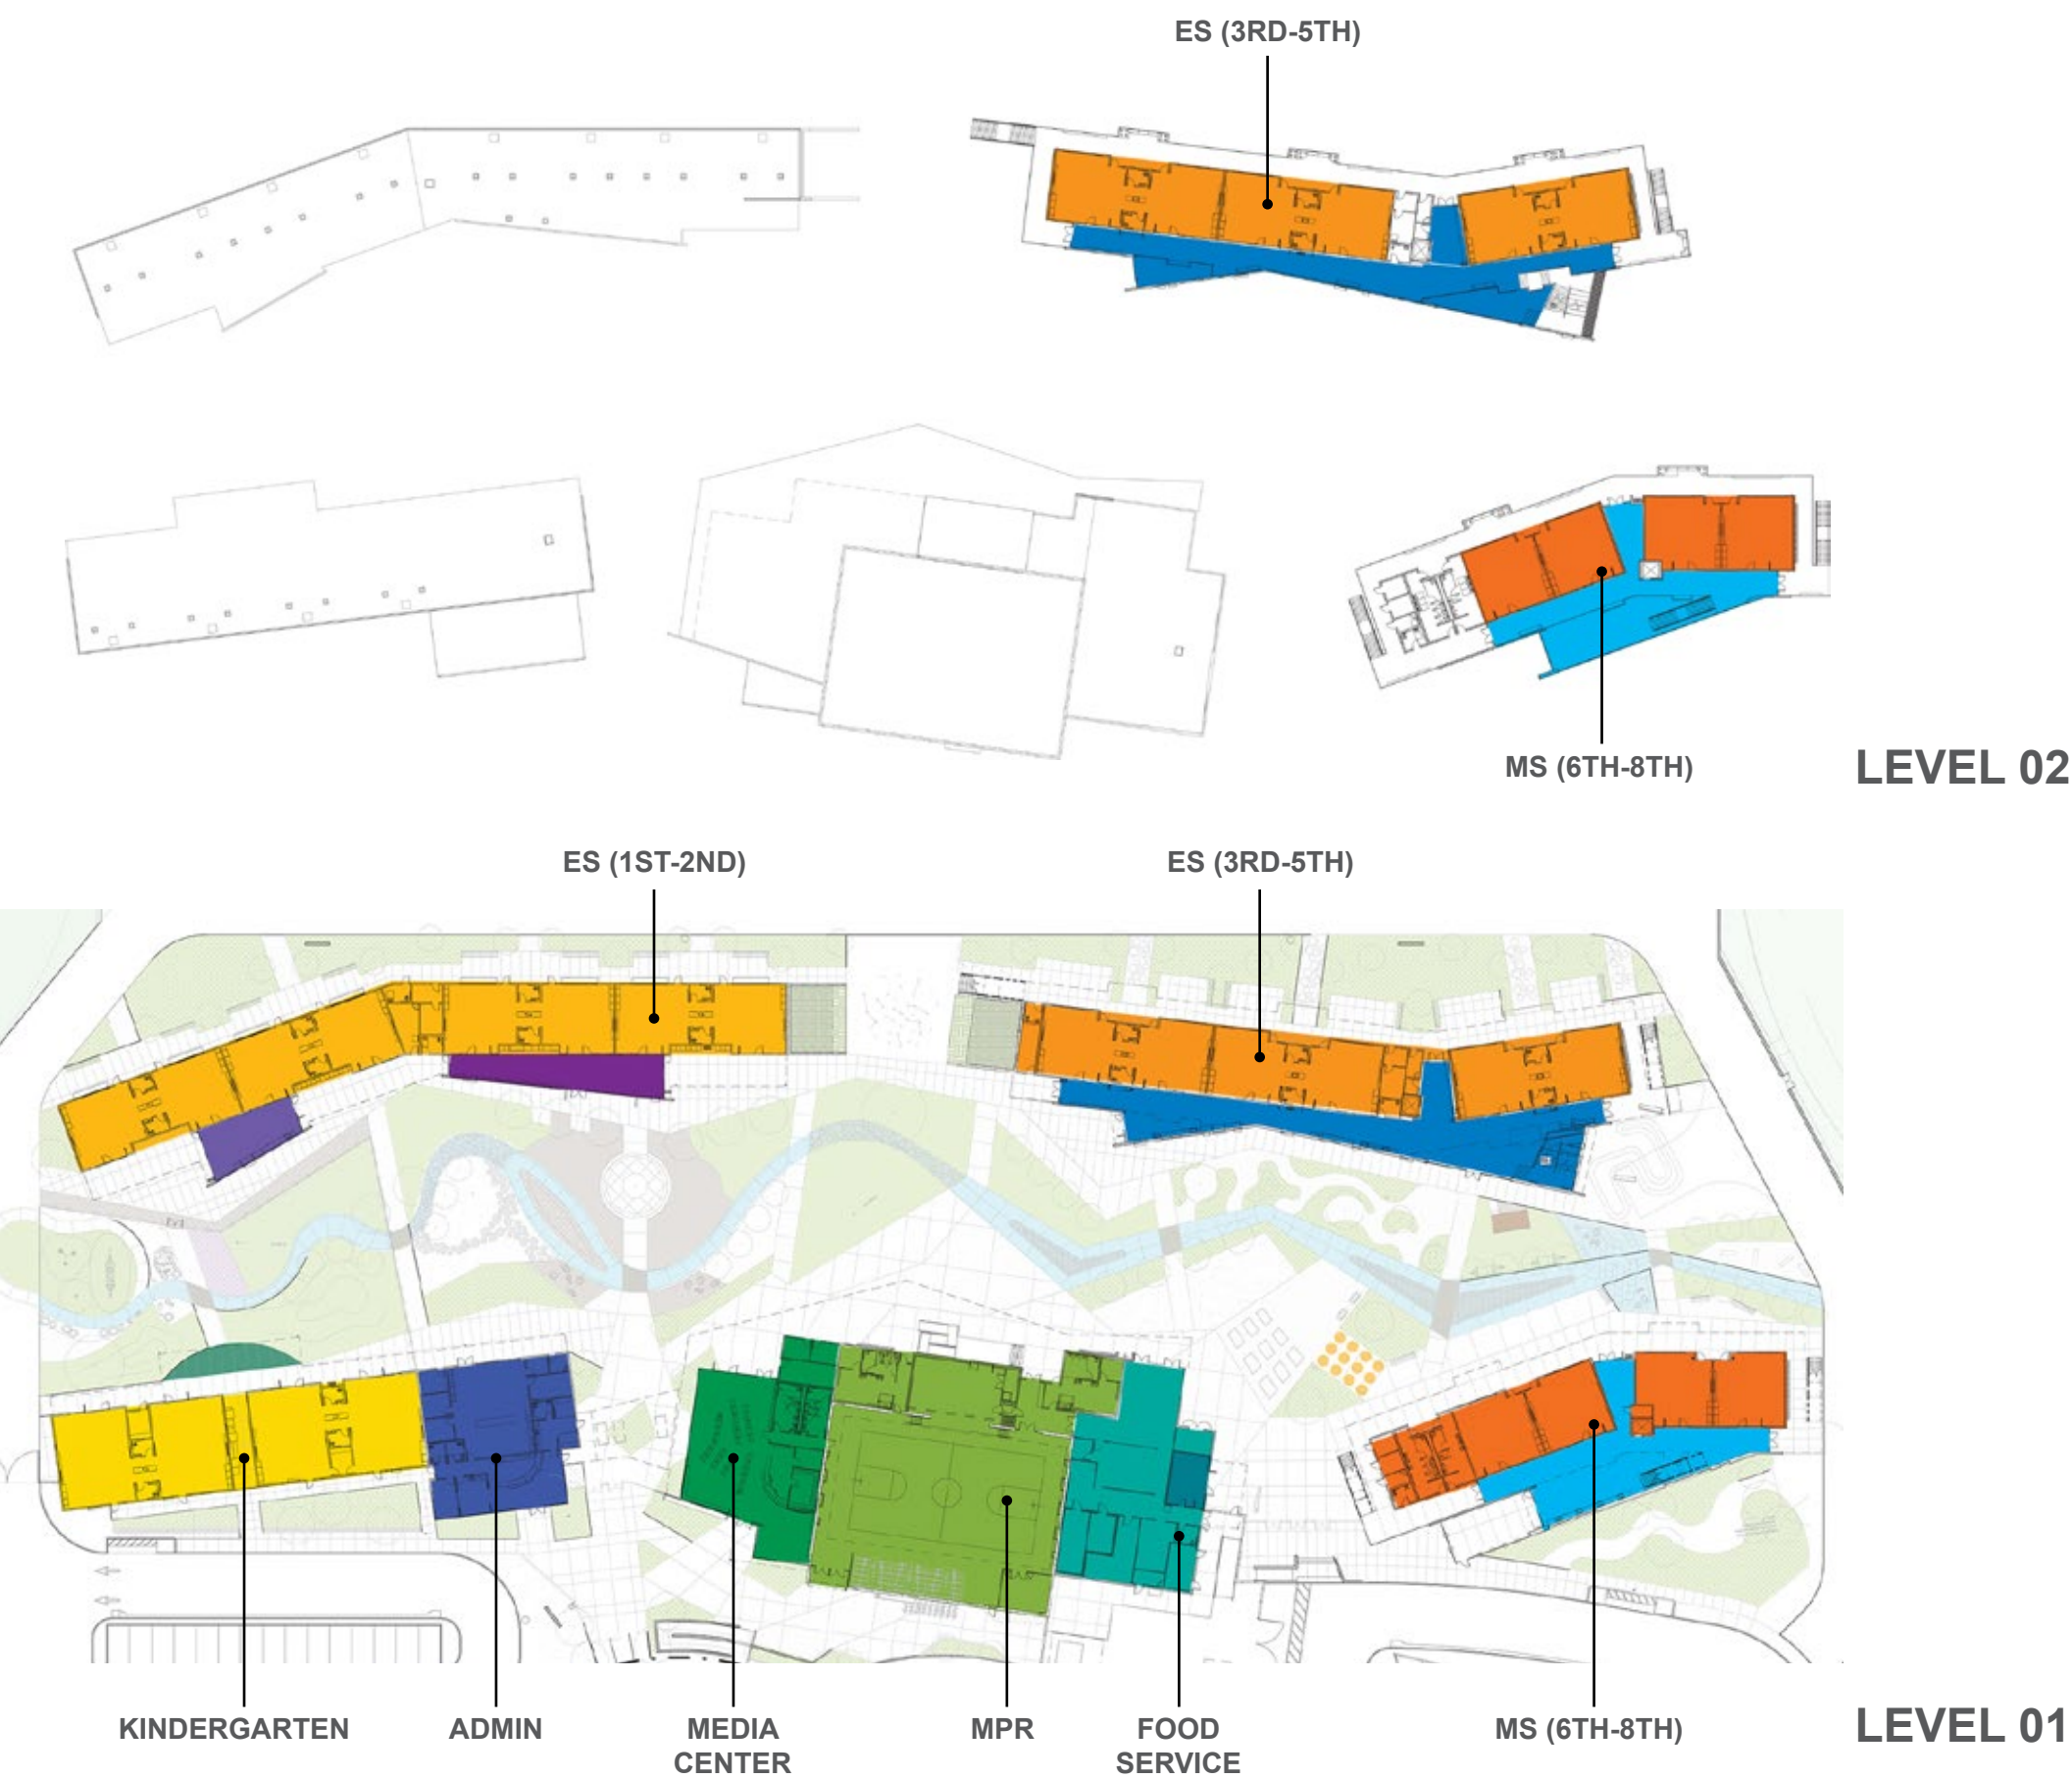 ES (3RD-5TH)
MS (6TH-8TH)
LEVEL 02
ES (1ST-2ND)
ES (3RD-5TH)
KINDERGARTEN
ADMIN
MEDIA
CENTER
MPR
FOOD
SERVICE
MS (6TH-8TH)
LEVEL 01